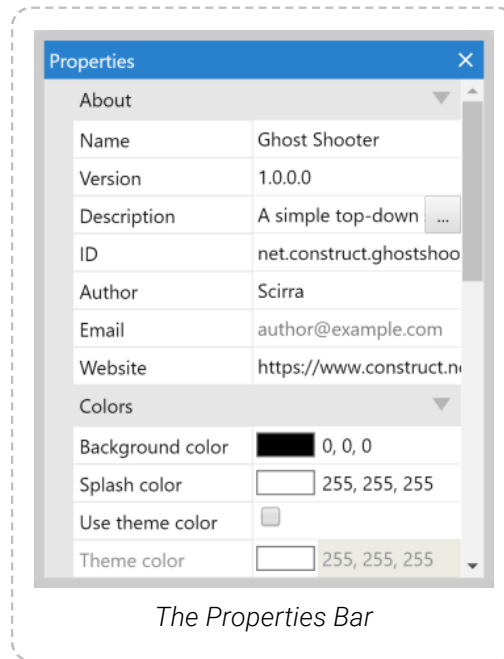 Properties
About
Name Ghost Shooter
Version 1.0.0.0
Description A simple top-down ...
ID net.construct.ghostshoo
Author Scirra
Email author@example.com
Website https://www.construct.n
Colors
Background color 0, 0, 0
Splash color 255, 255, 255
Use theme color
Theme color 255, 255, 255
The Properties Bar